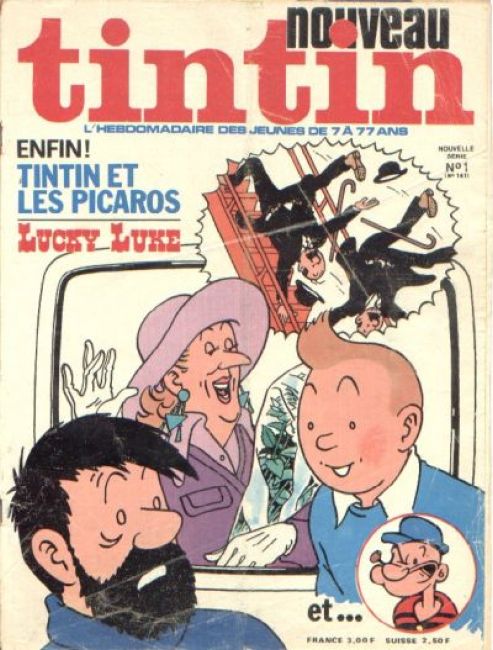 nouveau
tintin
L'HEBDOMADAIRE DES JEUNES DE 7 À 77 ANS
ENFIN!
TINTIN ET
LES PICAROS
LUCKY LUKE
NOUVELLE
SÉRIE
N° 1
(N° 141)
et...
FRANCE 3,00 F SUISSE 2,50 F